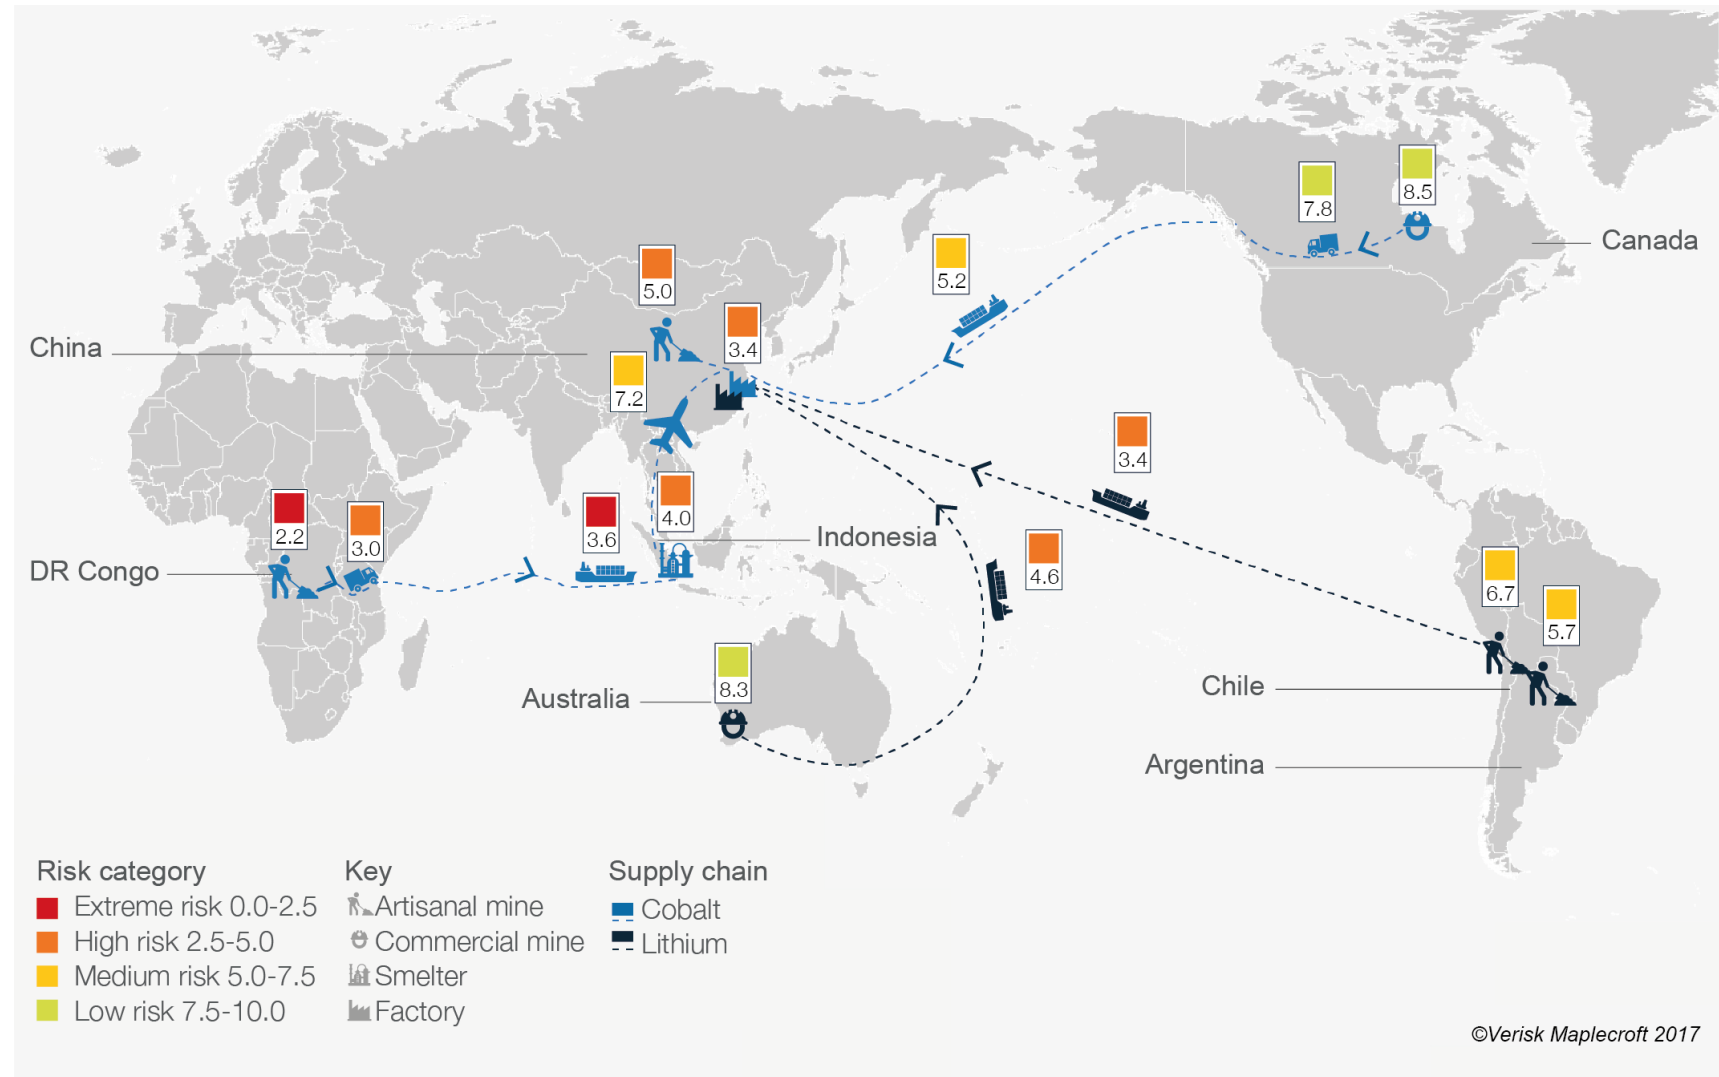 8.5
7.8
Canada
5.2
5.0
3.4
China
7.2
3.4
2.2
3.0
3.6
4.0
Indonesia
4.6
DR Congo
6.7
5.7
8.3
Australia
Chile
Argentina
Risk category
Extreme risk 0.0-2.5
High risk 2.5-5.0
Medium risk 5.0-7.5
Low risk 7.5-10.0
Key
Artisanal mine
Commercial mine
Smelter
Factory
Supply chain
Cobalt
Lithium
©Verisk Maplecroft 2017